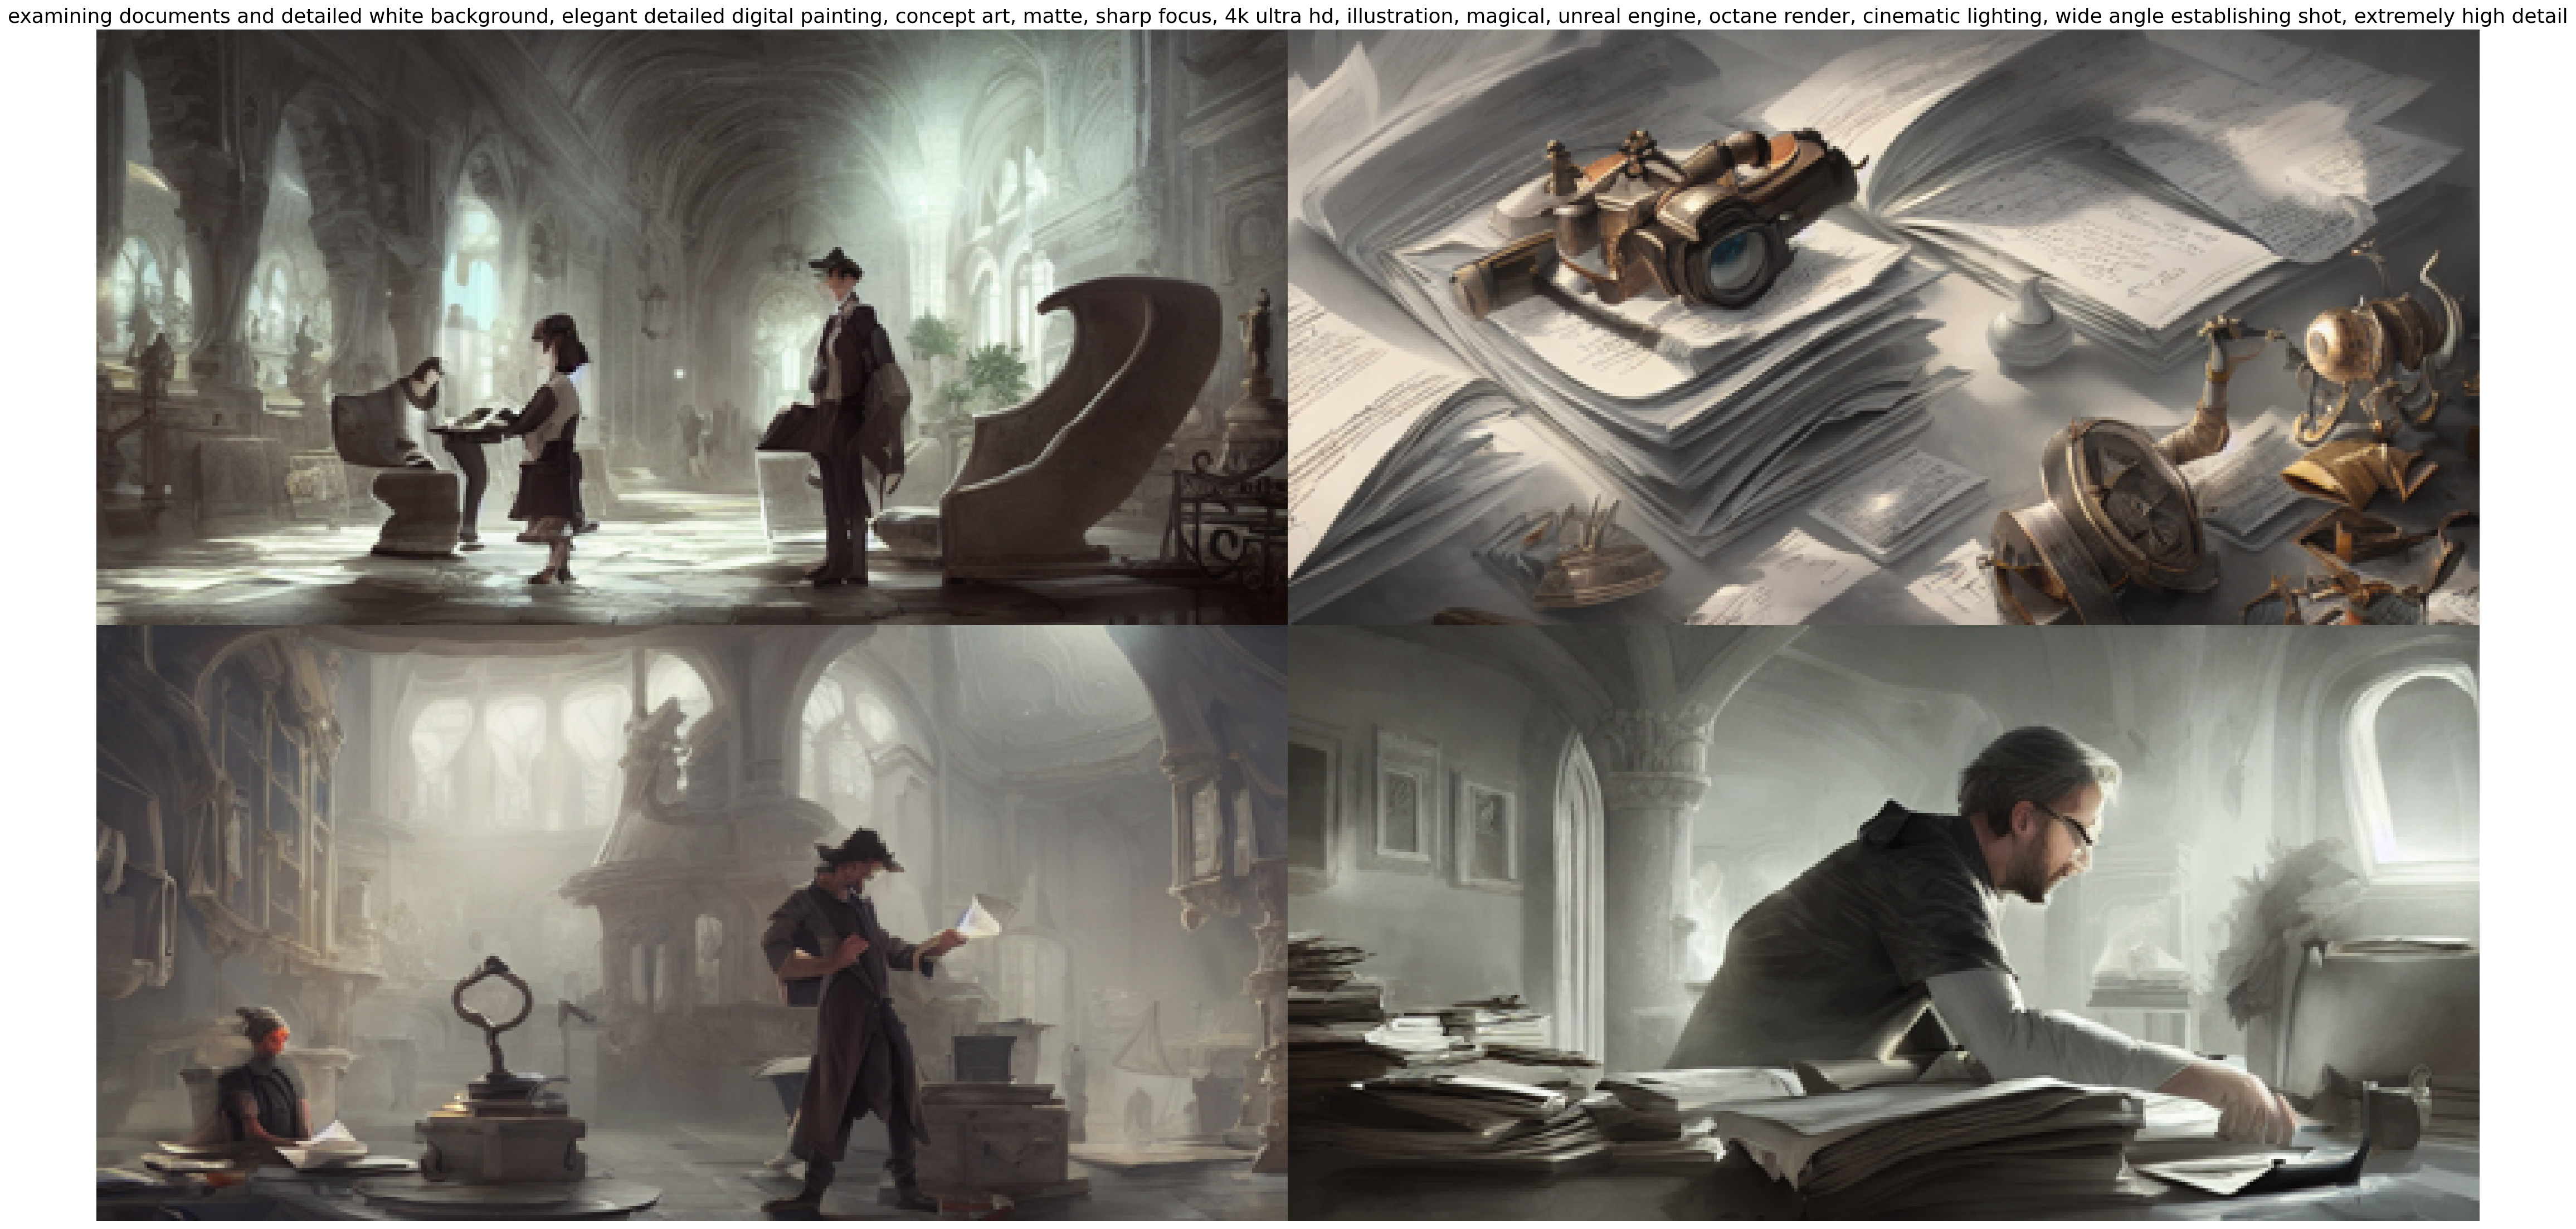 examining documents and detailed white background, elegant detailed digital painting, concept art, matte, sharp focus, 4k ultra hd, illustration, magical, unreal engine, octane render, cinematic lighting, wide angle establishing shot, extremely high detail